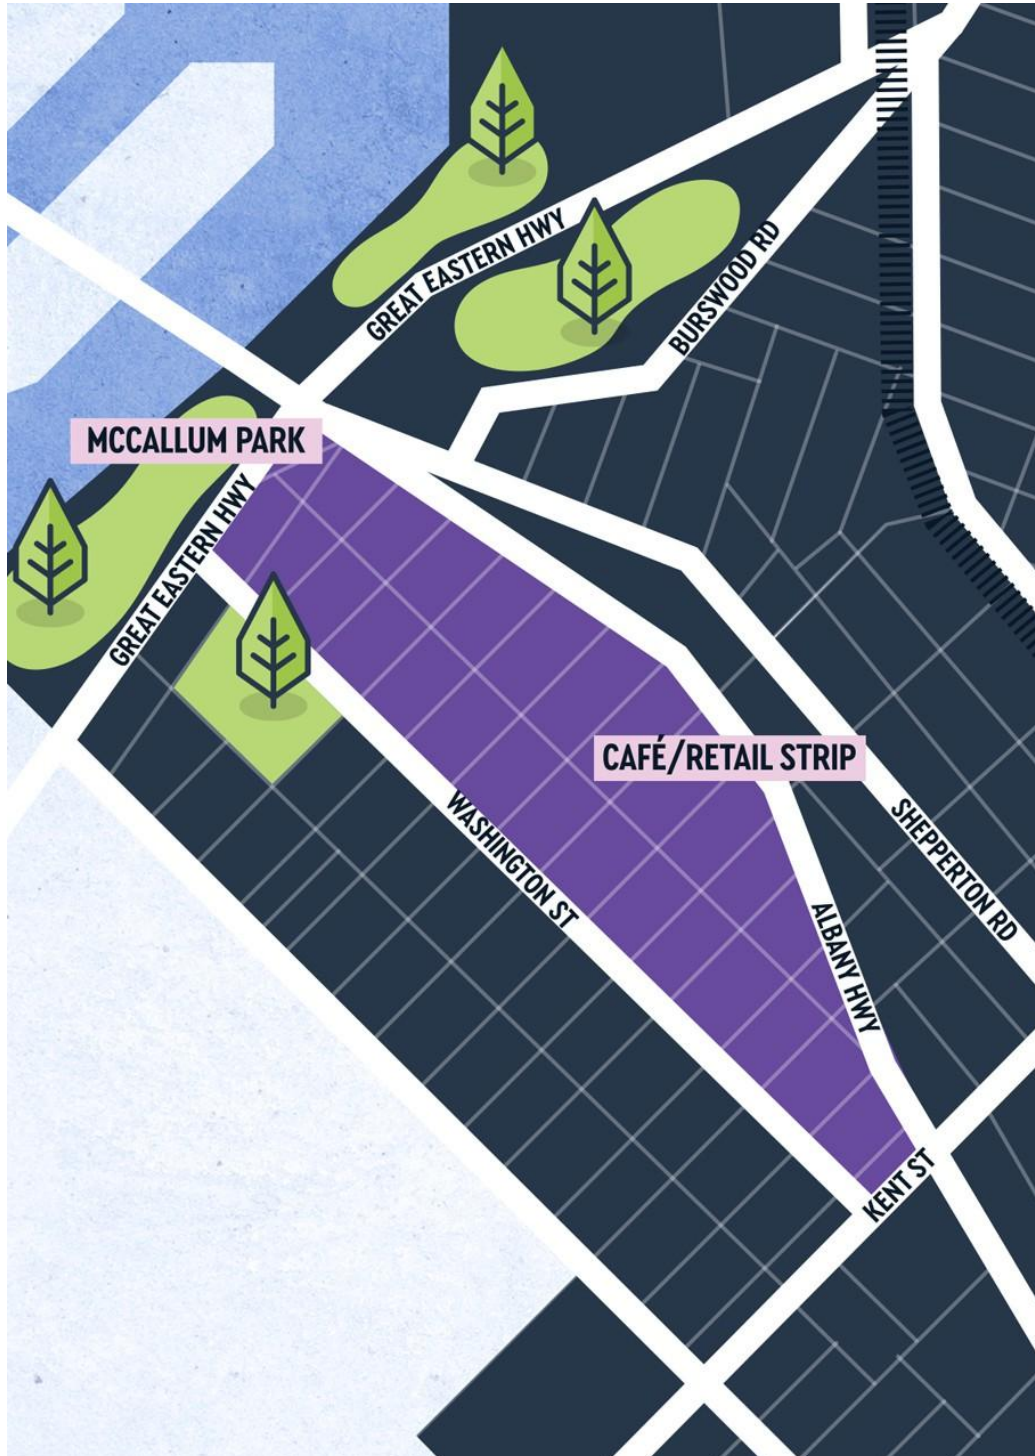 GREAT EASTERN HWY
BURSWOOD RD
MCCALLUM PARK
GREAT EASTERN HWY
CAFÉ/RETAIL STRIP
WASHINGTON ST
SHEPPERTON RD
ALBANY HWY
KENT ST